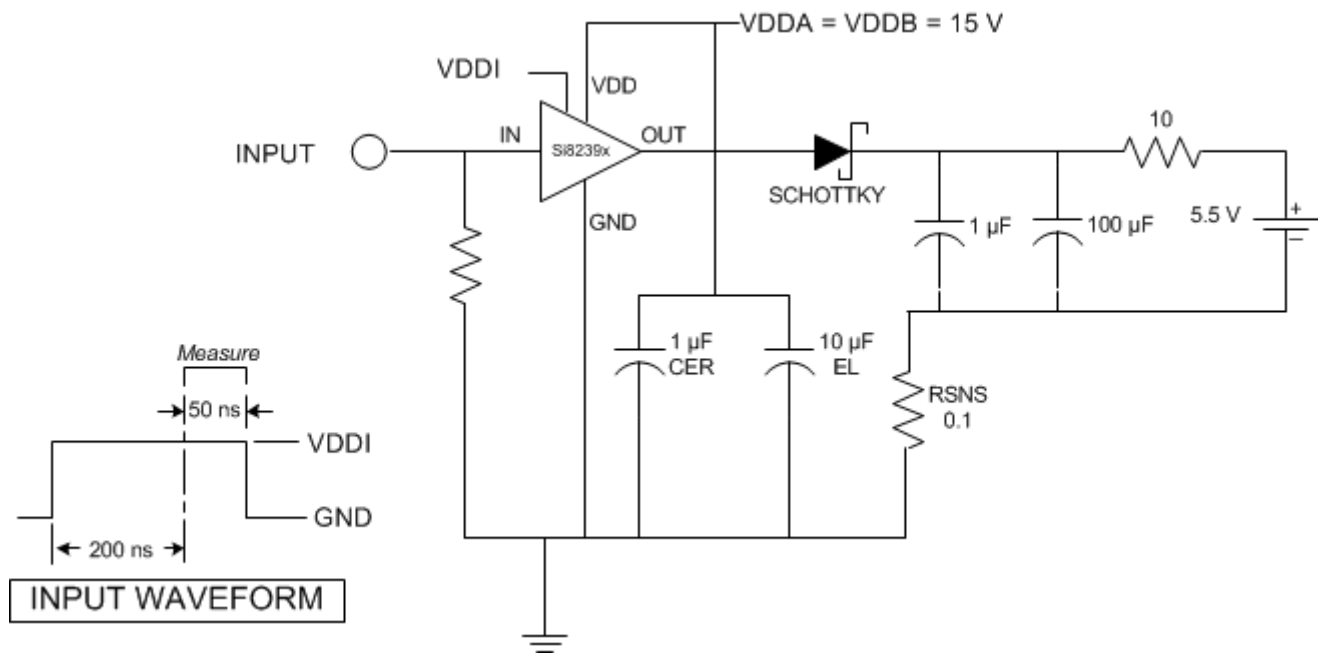 VDDA = VDDB = 15 V
VDDI
VDD
10
INPUT
IN
Si8239x
OUT
SCHOTTKY
GND
1 µF
100 µF
5.5 V
+
–
Measure
50 ns
1 µF
CER
10 µF
EL
RSNS
0.1
VDDI
GND
200 ns
INPUT WAVEFORM